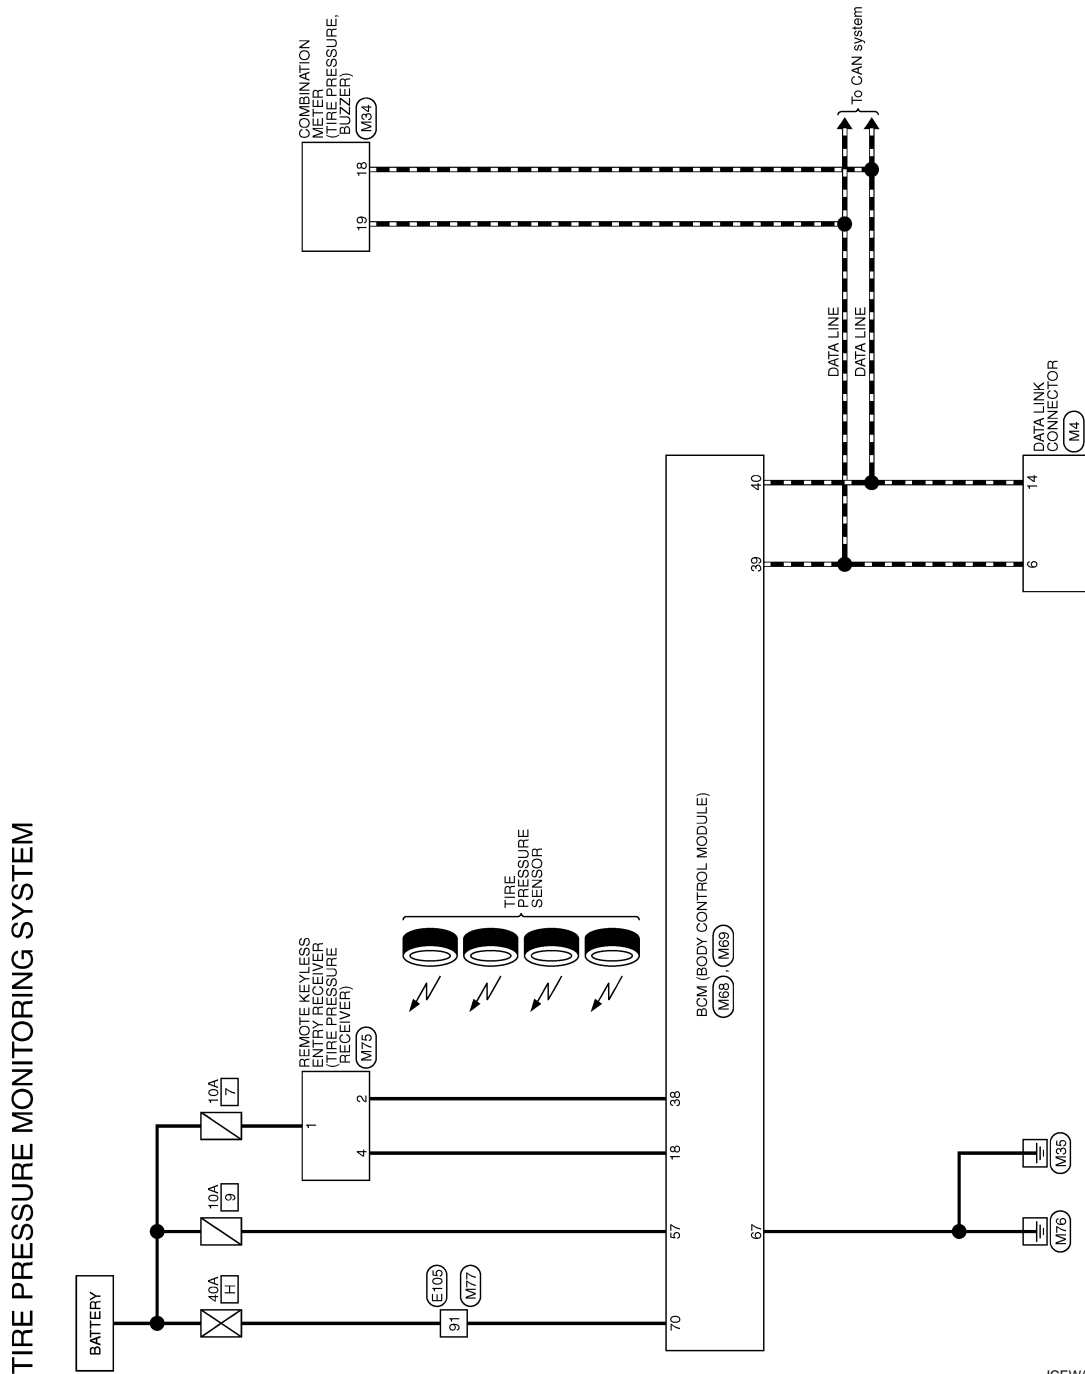 TIRE PRESSURE MONITORING SYSTEM
BATTERY
40A
H
10A
9
10A
7
E105
M77
91
REMOTE KEYLESS
ENTRY RECEIVER
(TIRE PRESSURE
RECEIVER)
M75
1
4
2
TIRE
PRESSURE
SENSOR
COMBINATION
METER
(TIRE PRESSURE,
BUZZER)
M34
19
18
70
57
18
38
BCM (BODY CONTROL MODULE)
M68 , M69
67
39
40
DATA LINE
DATA LINE
To CAN system
M76
M35
DATA LINK
CONNECTOR
M4
6
14